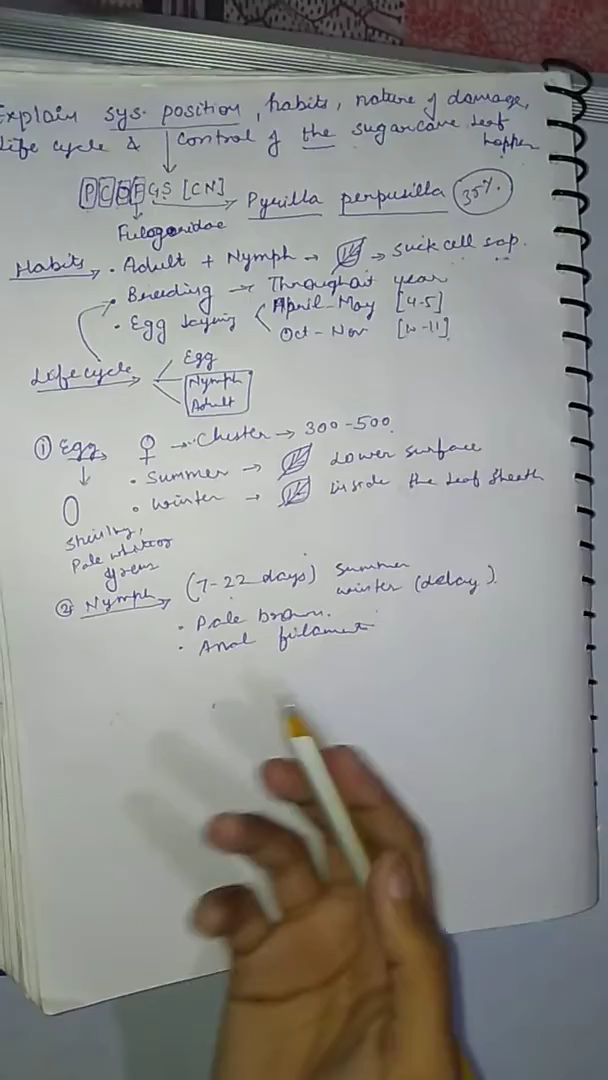 Explain sys. position, habits, nature of damage,
life cycle & control of the sugarcane leaf
hopper
PCOFGS [CN] → Pyrilla perpusilla 35%
Fulogoridae
Habits → • Adult + Nymph → → Suck cell sap.
• Breeding → Throughout year
• Egg laying April-May [4-5]
Oct-Nov [10-11]
Lifecycle → Egg
Nymph
Adult
① Egg → ♀ → Cluster → 300-500.
• Summer → Lower surface
• Winter → inside the leaf sheath
Shining,
Pale whitish
green
② Nymph → (7-22 days) Summer
winter (delay).
• Pale brown.
• Anal filament